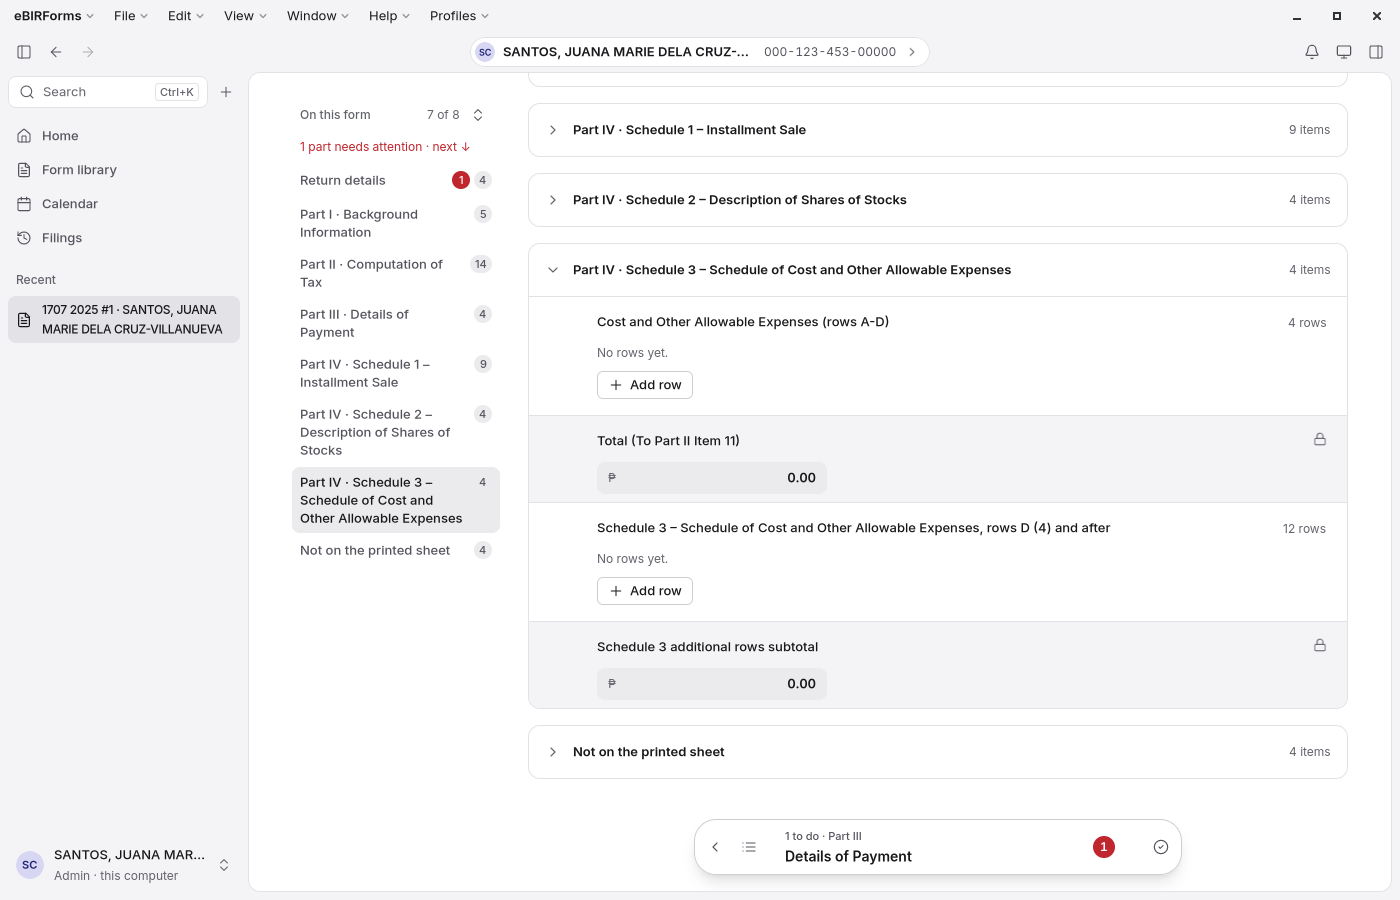 eBIRForms File Edit View Window Help Profiles
SC SANTOS, JUANA MARIE DELA CRUZ-... 000-123-453-00000
Search Ctrl+K
Home
Form library
Calendar
Filings
Recent
1707 2025 #1 · SANTOS, JUANA
MARIE DELA CRUZ-VILLANUEVA
SC SANTOS, JUANA MAR...
Admin · this computer
On this form 7 of 8
1 part needs attention · next ↓
Return details 1 4
Part I · Background 5
Information
Part II · Computation of 14
Tax
Part III · Details of 4
Payment
Part IV · Schedule 1 – 9
Installment Sale
Part IV · Schedule 2 – 4
Description of Shares of
Stocks
Part IV · Schedule 3 – 4
Schedule of Cost and
Other Allowable Expenses
Not on the printed sheet 4
Part IV · Schedule 1 – Installment Sale 9 items
Part IV · Schedule 2 – Description of Shares of Stocks 4 items
Part IV · Schedule 3 – Schedule of Cost and Other Allowable Expenses 4 items
Cost and Other Allowable Expenses (rows A-D) 4 rows
No rows yet.
Add row
Total (To Part II Item 11)
₱ 0.00
Schedule 3 – Schedule of Cost and Other Allowable Expenses, rows D (4) and after 12 rows
No rows yet.
Add row
Schedule 3 additional rows subtotal
₱ 0.00
Not on the printed sheet 4 items
1 to do · Part III
Details of Payment 1